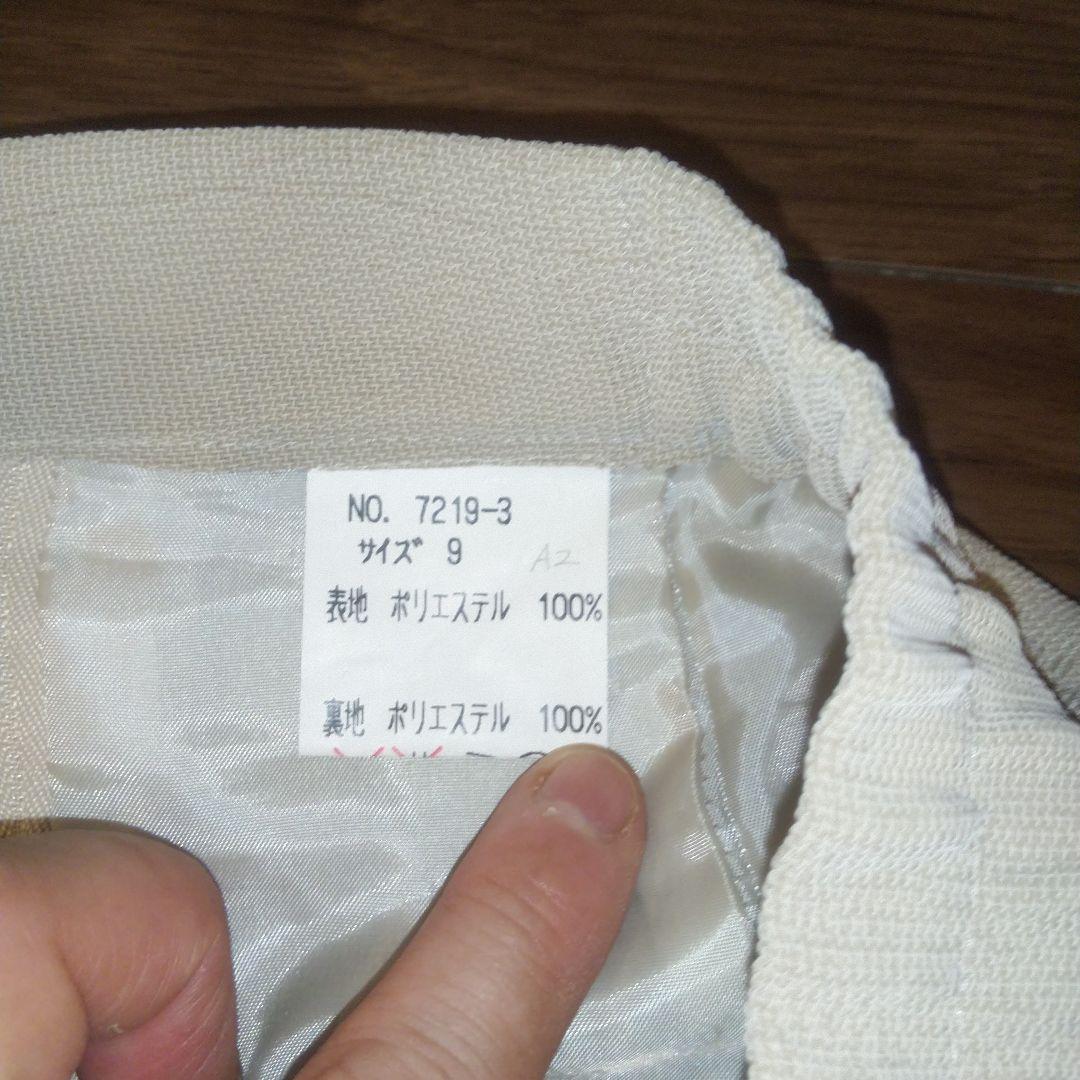 NO. 7219-3
サイズ 9 A2
表地 ポリエステル 100%
裏地 ポリエステル 100%